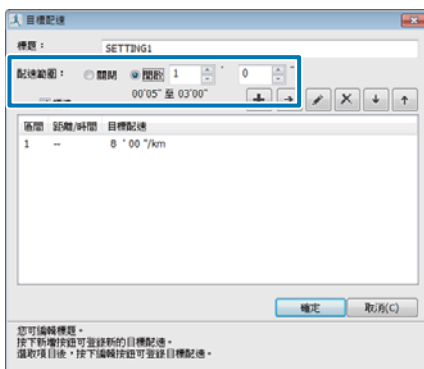 目標配速
標題： SETTING1
配速範圍： 關閉 開啟 1 ' 0 "
00'05" 至 03'00"
區間 距離/時間 目標配速
1 -- 8 ' 00 "/km
確定 取消(C)
您可編輯標題。
按下新增按鈕可登錄新的目標配速。
選取項目後，按下編輯按鈕可登錄目標配速。